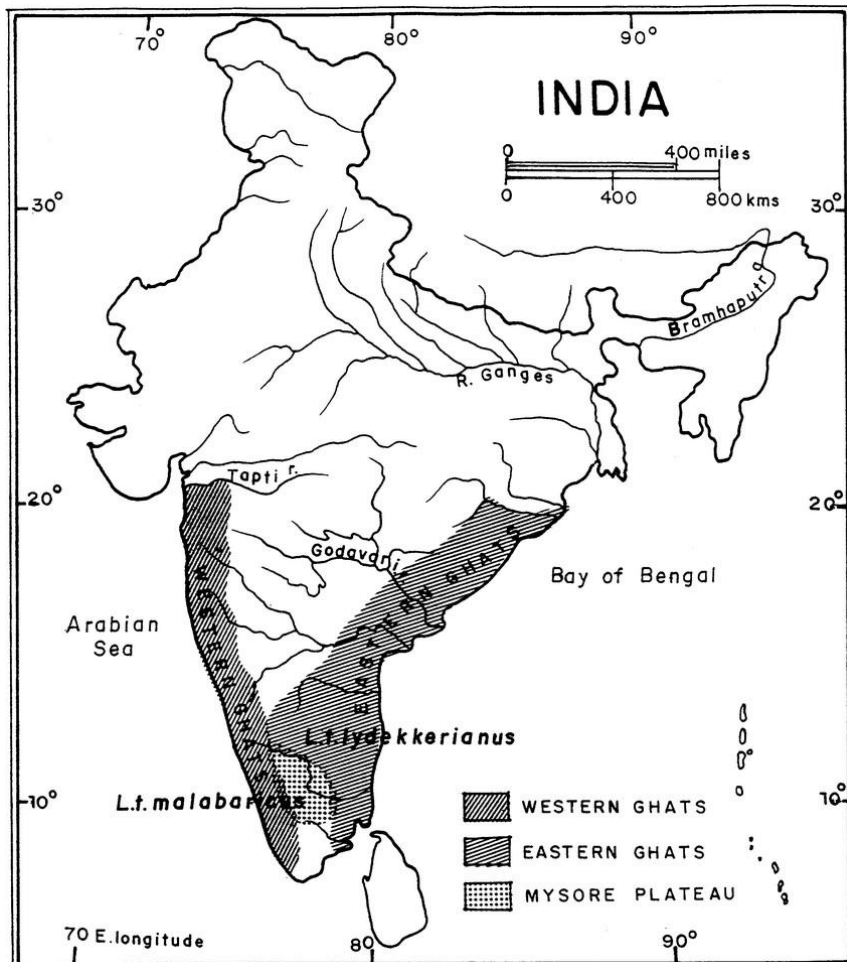 70° 80° 90°
INDIA
0 400 miles
0 400 800 kms
30° 30°
Bramhaputra
R. Ganges
Tapti r.
20° 20°
Godavari
WESTERN GHATS
EASTERN GHATS
Bay of Bengal
Arabian
Sea
L.t.lydekkerianus
L.t.malabaricus
10° 10°
WESTERN GHATS
EASTERN GHATS
MYSORE PLATEAU
70 E.longitude 80 90°